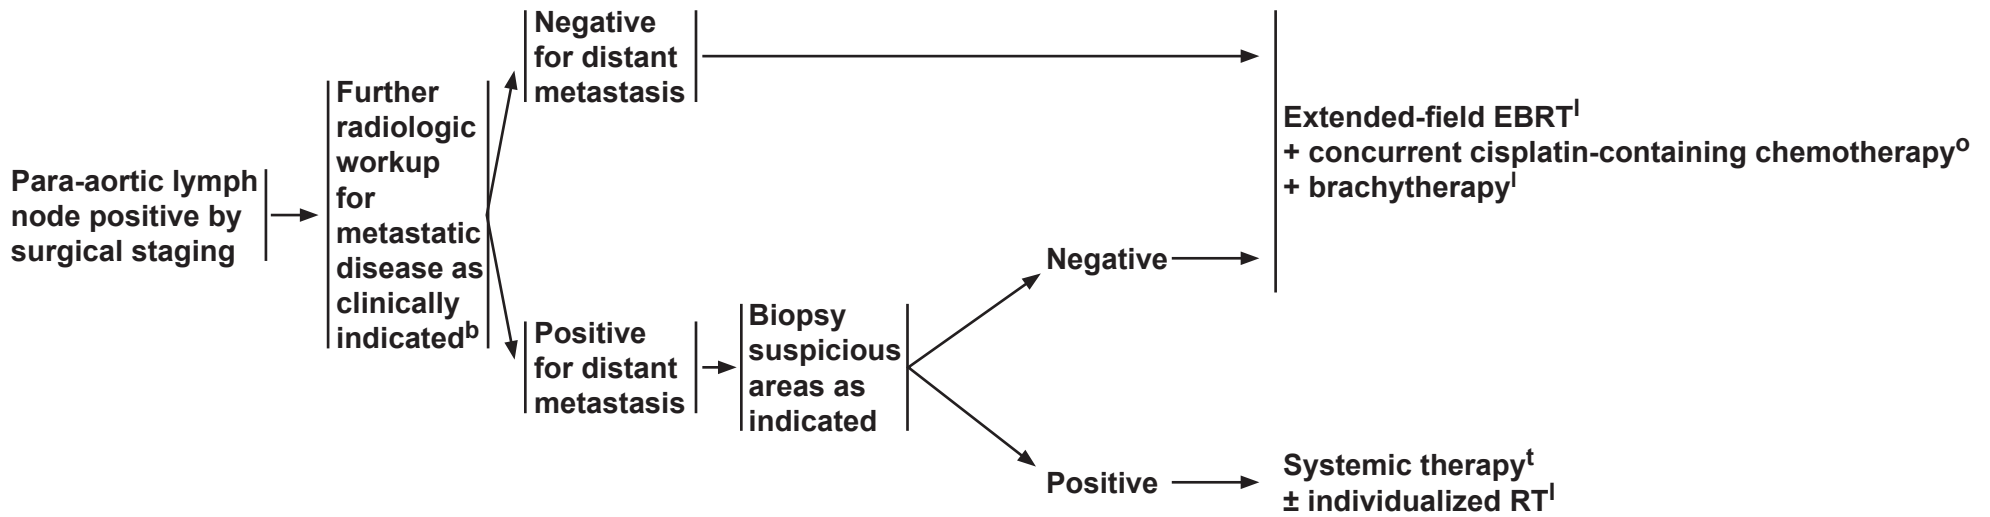 Para-aortic lymph
node positive by
surgical staging
Further
radiologic
workup
for
metastatic
disease as
clinically
indicatedᵇ
Negative
for distant
metastasis
Positive
for distant
metastasis
Biopsy
suspicious
areas as
indicated
Negative
Positive
Extended-field EBRTˡ
+ concurrent cisplatin-containing chemotherapyᵒ
+ brachytherapyˡ
Systemic therapyᵗ
± individualized RTˡ